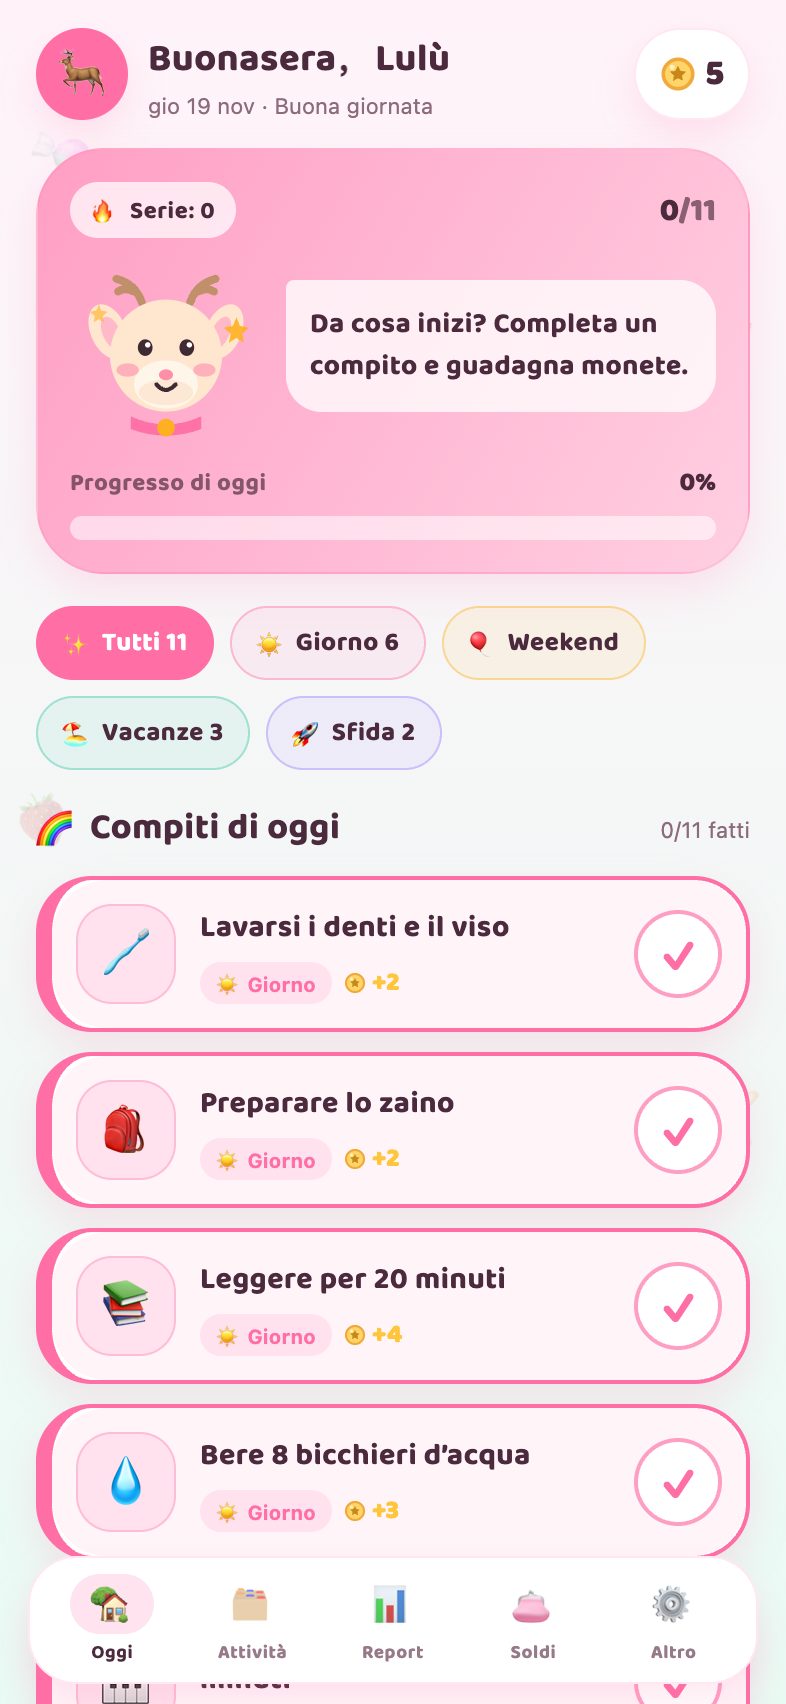 Buonasera, Lulù
5
gio 19 nov · Buona giornata
Serie: 0
0/11
Da cosa inizi? Completa un
compito e guadagna monete.
Progresso di oggi
0%
Tutti 11
Giorno 6
Weekend
Vacanze 3
Sfida 2
Compiti di oggi
0/11 fatti
Lavarsi i denti e il viso
Giorno
+2
Preparare lo zaino
Giorno
+2
Leggere per 20 minuti
Giorno
+4
Bere 8 bicchieri d'acqua
Giorno
+3
Oggi
Attività
Report
Soldi
Altro